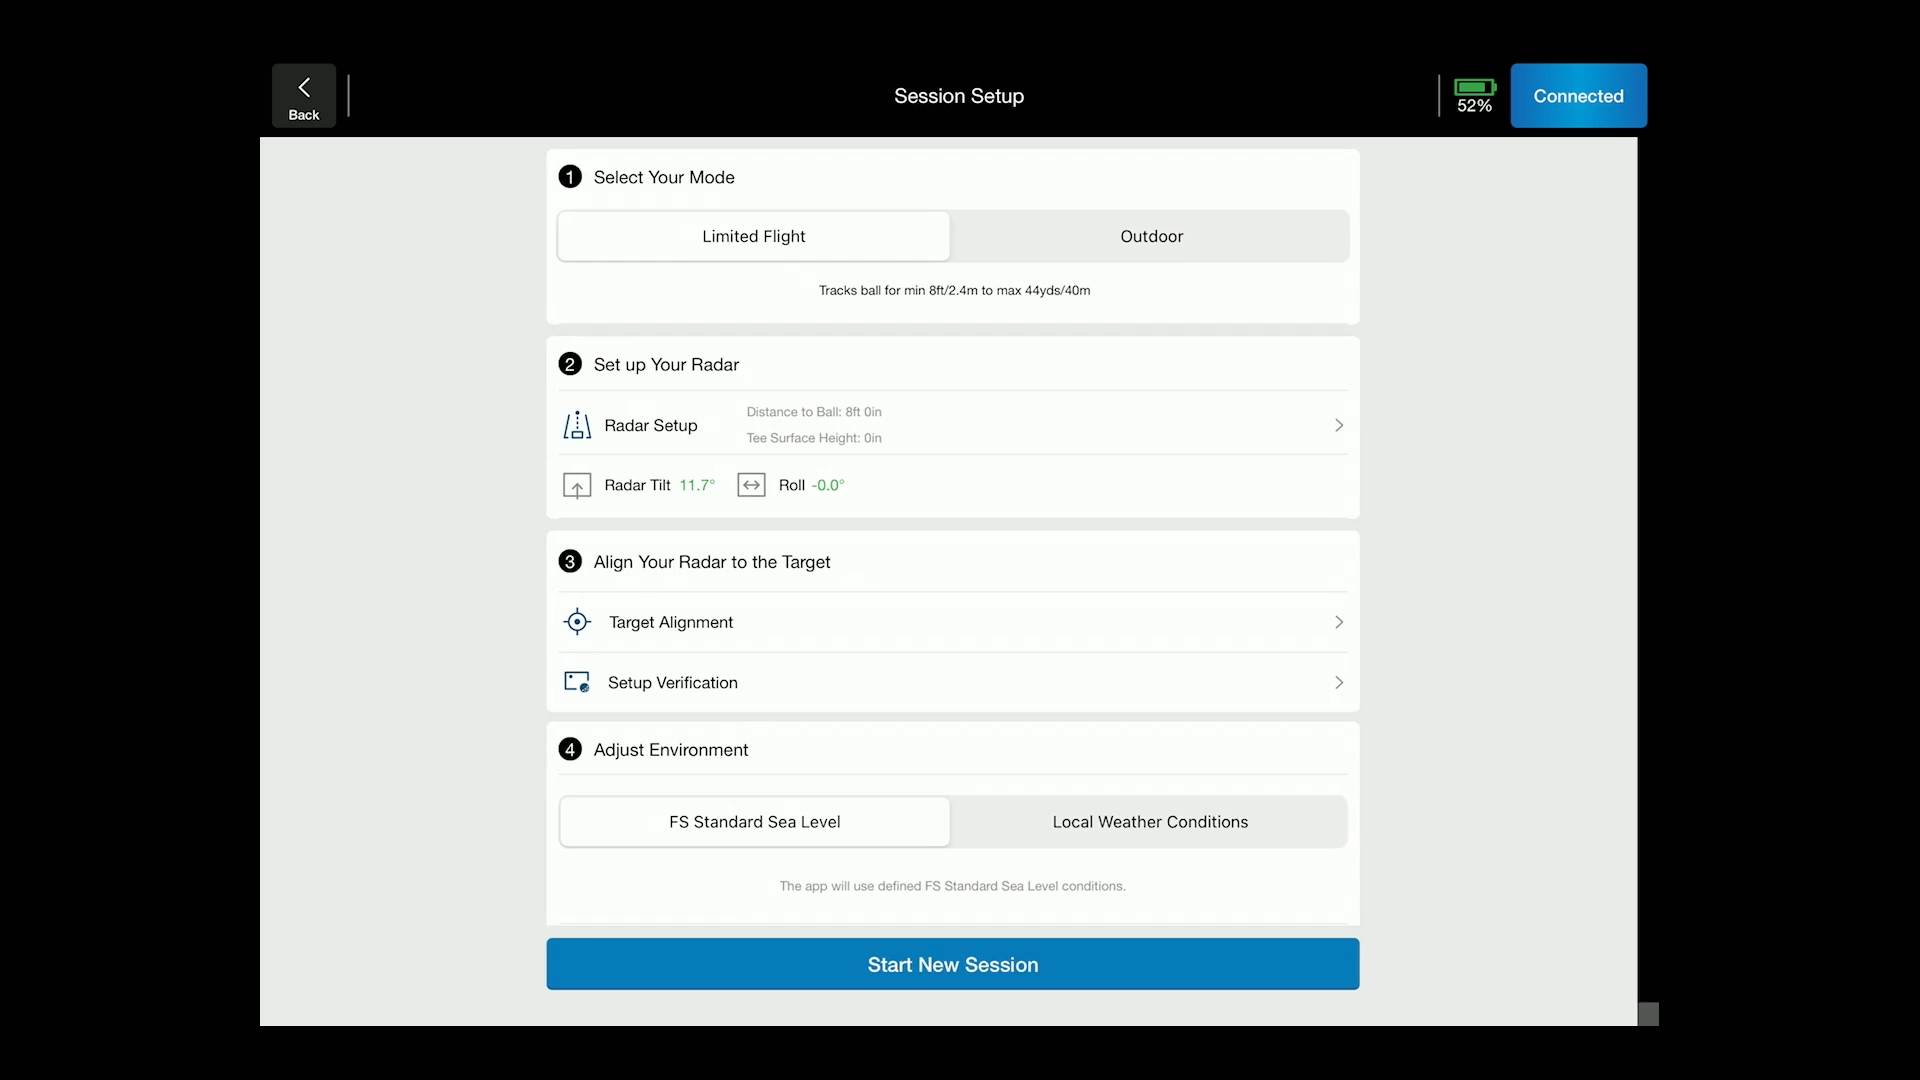 Back
Session Setup
52%
Connected
1 Select Your Mode
Limited Flight
Outdoor
Tracks ball for min 8ft/2.4m to max 44yds/40m
2 Set up Your Radar
Radar Setup
Distance to Ball: 8ft 0in
Tee Surface Height: 0in
Radar Tilt 11.7° Roll -0.0°
3 Align Your Radar to the Target
Target Alignment
Setup Verification
4 Adjust Environment
FS Standard Sea Level
Local Weather Conditions
The app will use defined FS Standard Sea Level conditions.
Start New Session